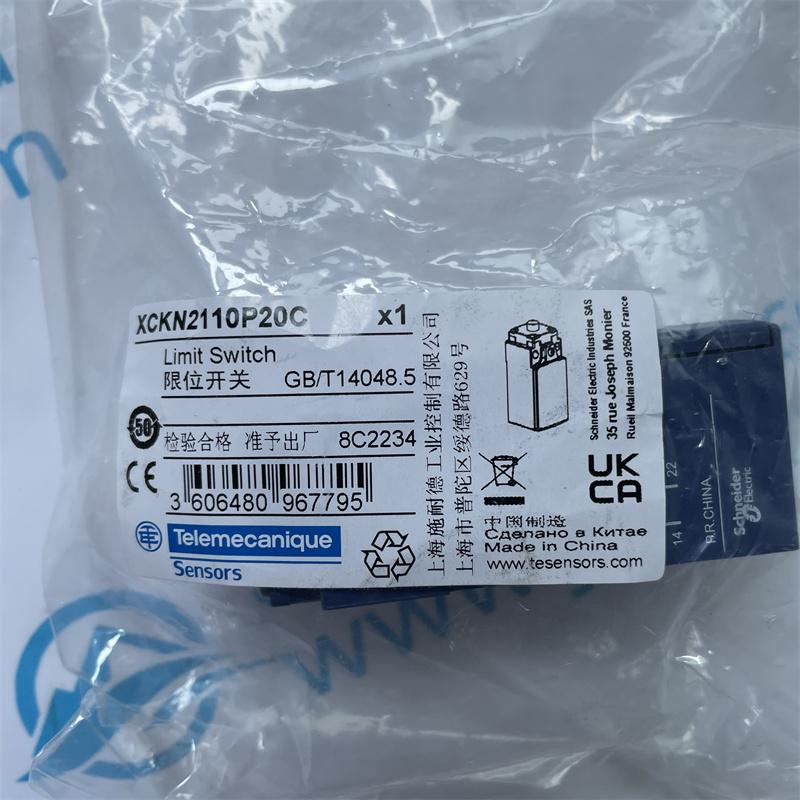 XCKN2110P20C x1
Limit Switch
限位开关 GB/T14048.5
50
检验合格 准予出厂 8C2234
CE
3 606480 967795
Telemecanique
Sensors
上海施耐德工业控制有限公司
上海市普陀区绥德路629号
Schneider Electric Industries SAS
35 rue Joseph Monier
Rueil Malmaison 92500 France
UK
CA
中国制造
Сделано в Китае
Made in China
www.tesensors.com
22
14
P.R.CHINA
Schneider
Electric